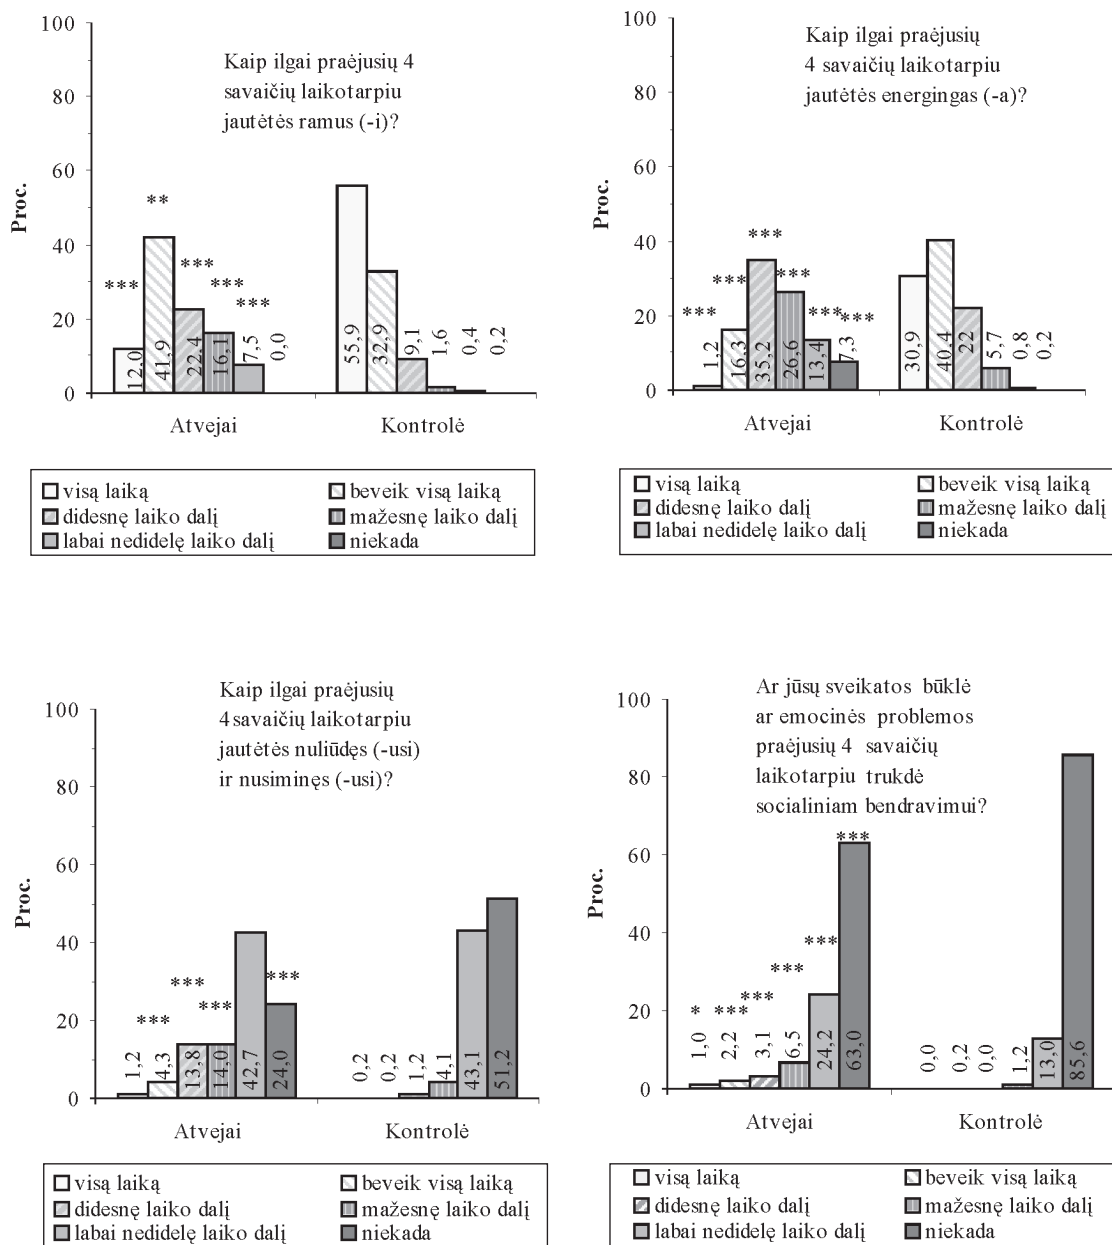 Kaip ilgai praėjusių 4
savaičių laikotarpiu
jautėtės ramus (-i)?
Proc.
100
80
60
40
20
0
***
**
***
***
***
12,0
41,9
22,4
16,1
7,5
0,0
55,9
32,9
9,1
1,6
0,4
0,2
Atvejai
Kontrolė
visą laiką
beveik visą laiką
didesnę laiko dalį
mažesnę laiko dalį
labai nedidelę laiko dalį
niekada
Kaip ilgai praėjusių
4 savaičių laikotarpiu
jautėtės energingas (-a)?
Proc.
100
80
60
40
20
0
***
***
***
***
***
***
1,2
16,3
35,2
26,6
13,4
7,3
30,9
40,4
22
5,7
0,8
0,2
Atvejai
Kontrolė
visą laiką
beveik visą laiką
didesnę laiko dalį
mažesnę laiko dalį
labai nedidelę laiko dalį
niekada
Kaip ilgai praėjusių
4 savaičių laikotarpiu
jautėtės nuliūdęs (-usi)
ir nusiminęs (-usi)?
Proc.
100
80
60
40
20
0
***
***
***
***
1,2
4,3
13,8
14,0
42,7
24,0
0,2
0,2
1,2
4,1
43,1
51,2
Atvejai
Kontrolė
visą laiką
beveik visą laiką
didesnę laiko dalį
mažesnę laiko dalį
labai nedidelę laiko dalį
niekada
Ar jūsų sveikatos būklė
ar emocinės problemos
praėjusių 4 savaičių
laikotarpiu trukdė
socialiniam bendravimui?
Proc.
100
80
60
40
20
0
*
***
***
***
***
***
1,0
2,2
3,1
6,5
24,2
63,0
0,0
0,2
0,0
1,2
13,0
85,6
Atvejai
Kontrolė
visą laiką
beveik visą laiką
didesnę laiko dalį
mažesnę laiko dalį
labai nedidelę laiko dalį
niekada